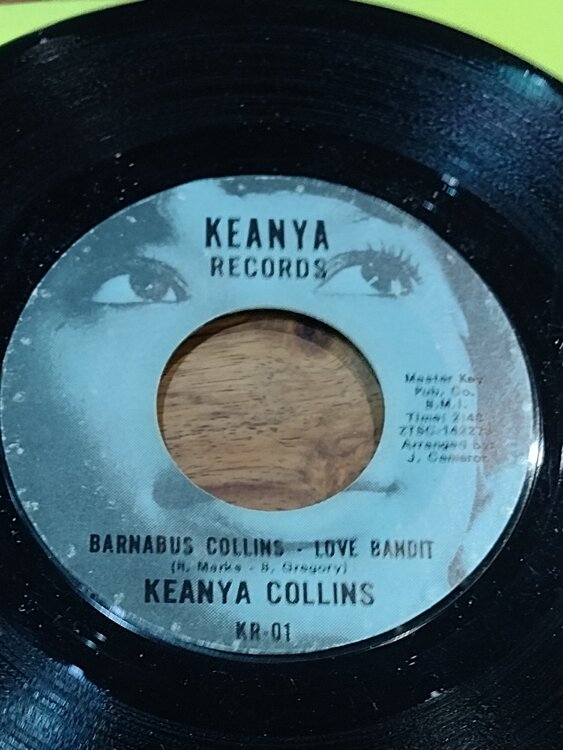 KEANYA
RECORDS
Master Key
Pub. Co.
B.M.I.
Time: 2:48
Arranged by:
J. Cameron
BARNABUS COLLINS - LOVE BANDIT
(R. Marks - B. Gregory)
KEANYA COLLINS
KR-01